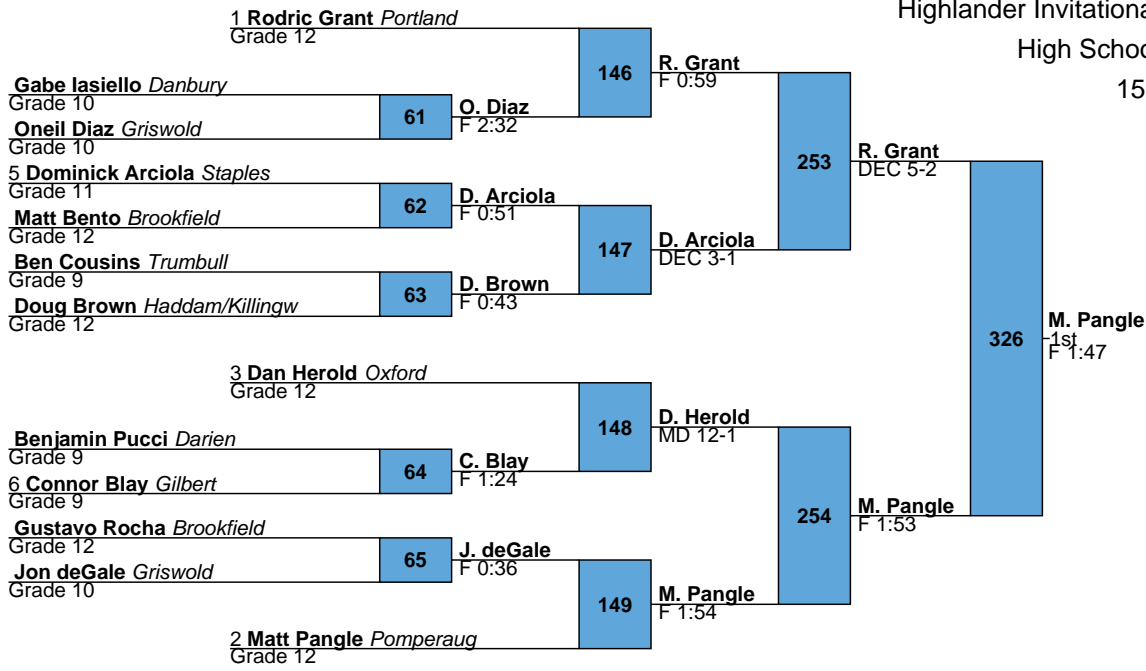 Highlander Invitationa
High Schoo
15
1 Rodric Grant Portland
Grade 12
Gabe Iasiello Danbury
Grade 10
Oneil Diaz Griswold
Grade 10
5 Dominick Arciola Staples
Grade 11
Matt Bento Brookfield
Grade 12
Ben Cousins Trumbull
Grade 9
Doug Brown Haddam/Killingw
Grade 12
3 Dan Herold Oxford
Grade 12
Benjamin Pucci Darien
Grade 9
6 Connor Blay Gilbert
Grade 9
Gustavo Rocha Brookfield
Grade 12
Jon deGale Griswold
Grade 10
2 Matt Pangle Pomperaug
Grade 12
61
O. Diaz
F 2:32
62
D. Arciola
F 0:51
63
D. Brown
F 0:43
64
C. Blay
F 1:24
65
J. deGale
F 0:36
146
R. Grant
F 0:59
147
D. Arciola
DEC 3-1
148
D. Herold
MD 12-1
149
M. Pangle
F 1:54
253
R. Grant
DEC 5-2
254
M. Pangle
F 1:53
326
M. Pangle
1st
F 1:47